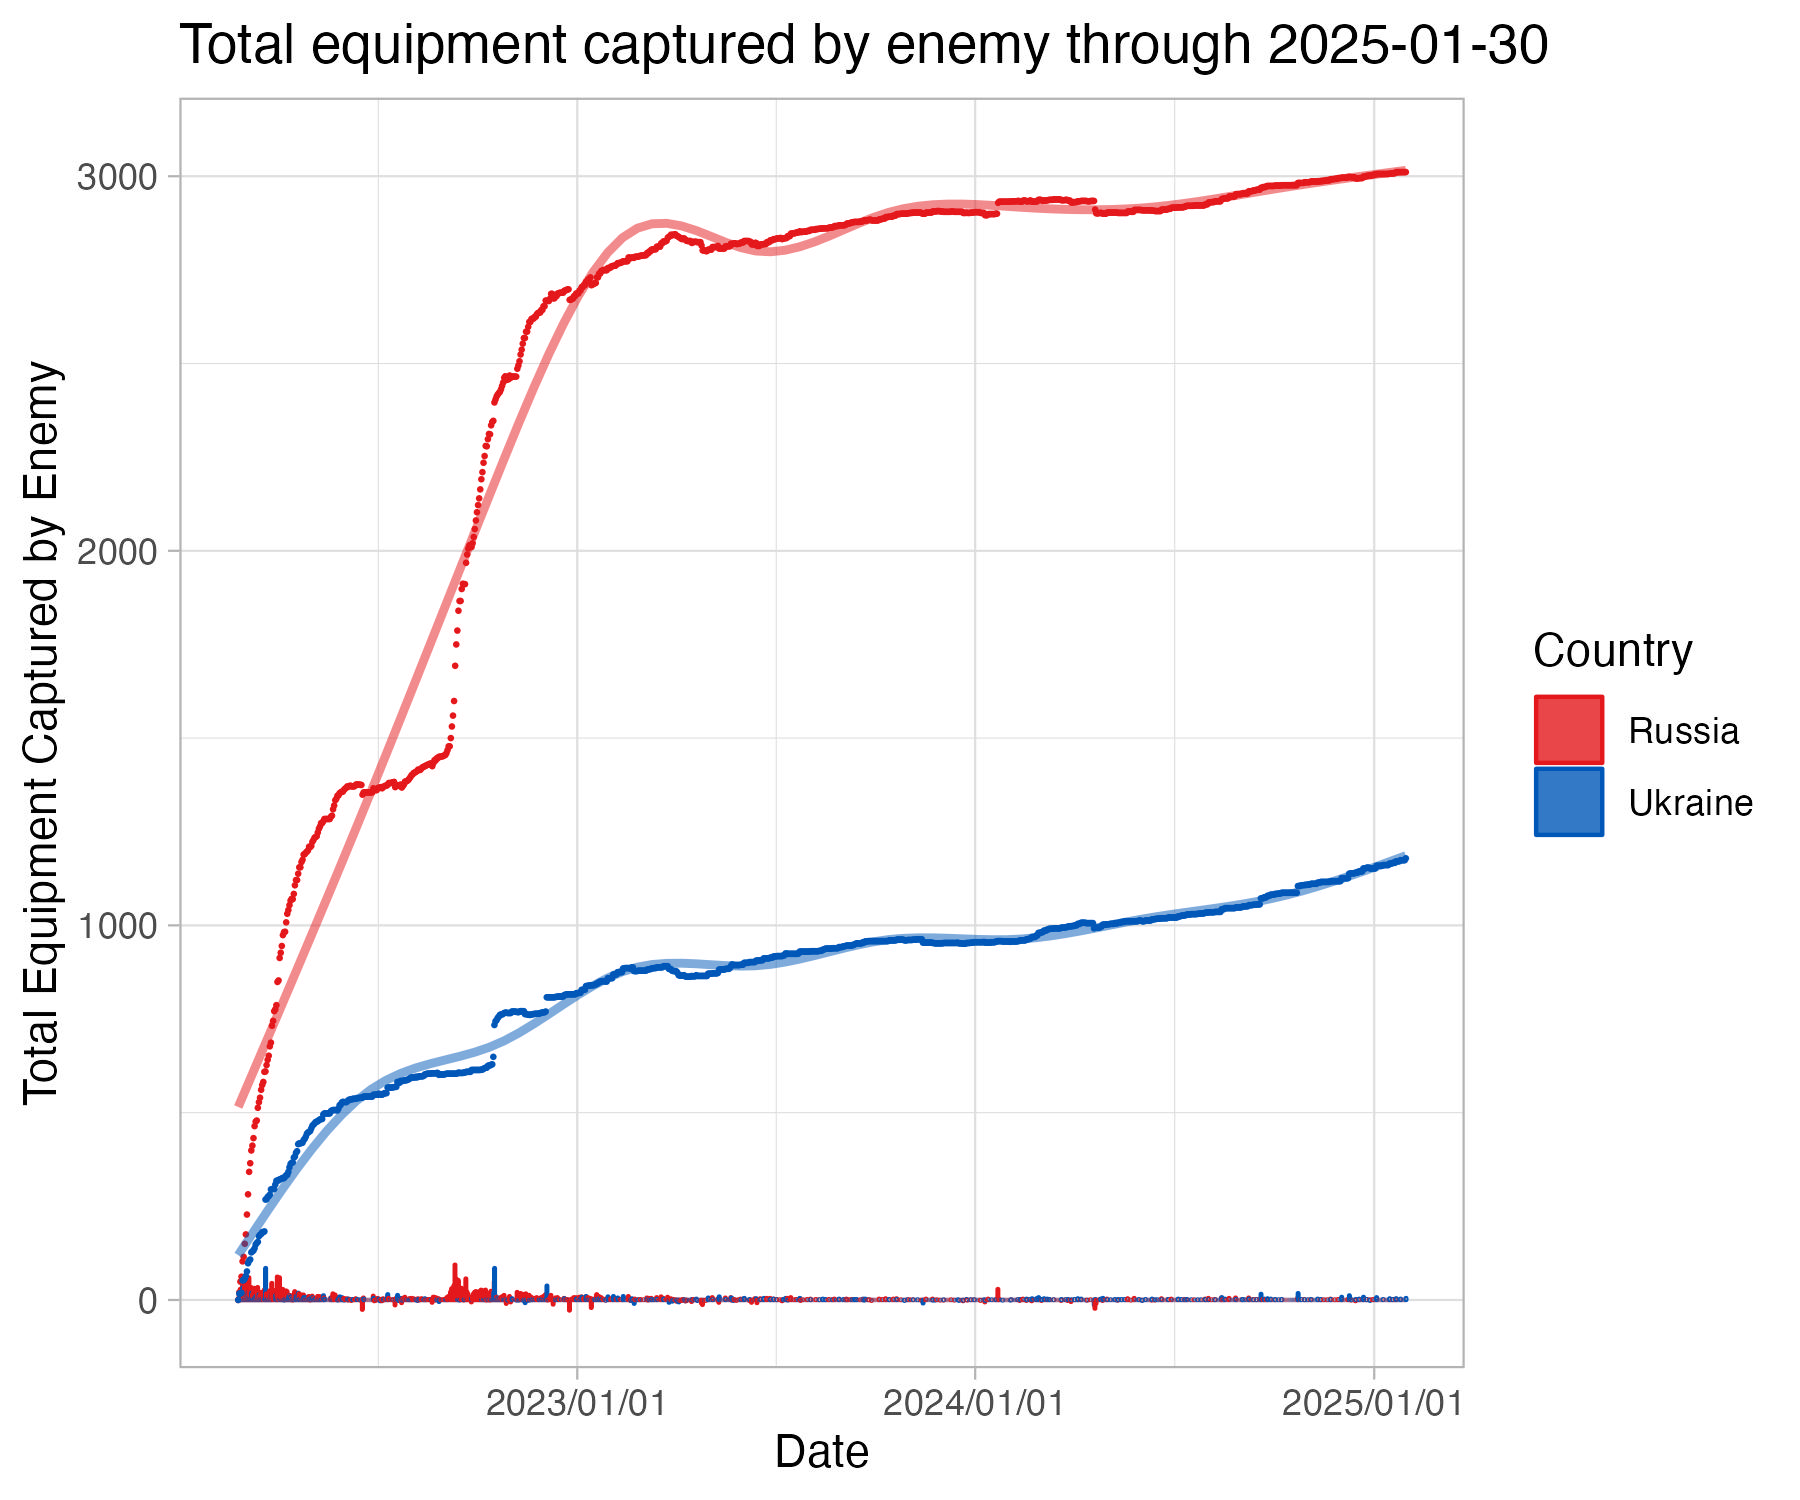 Total equipment captured by enemy through 2025-01-30
Total Equipment Captured by Enemy
3000
2000
1000
0
2023/01/01
2024/01/01
2025/01/01
Date
Country
Russia
Ukraine